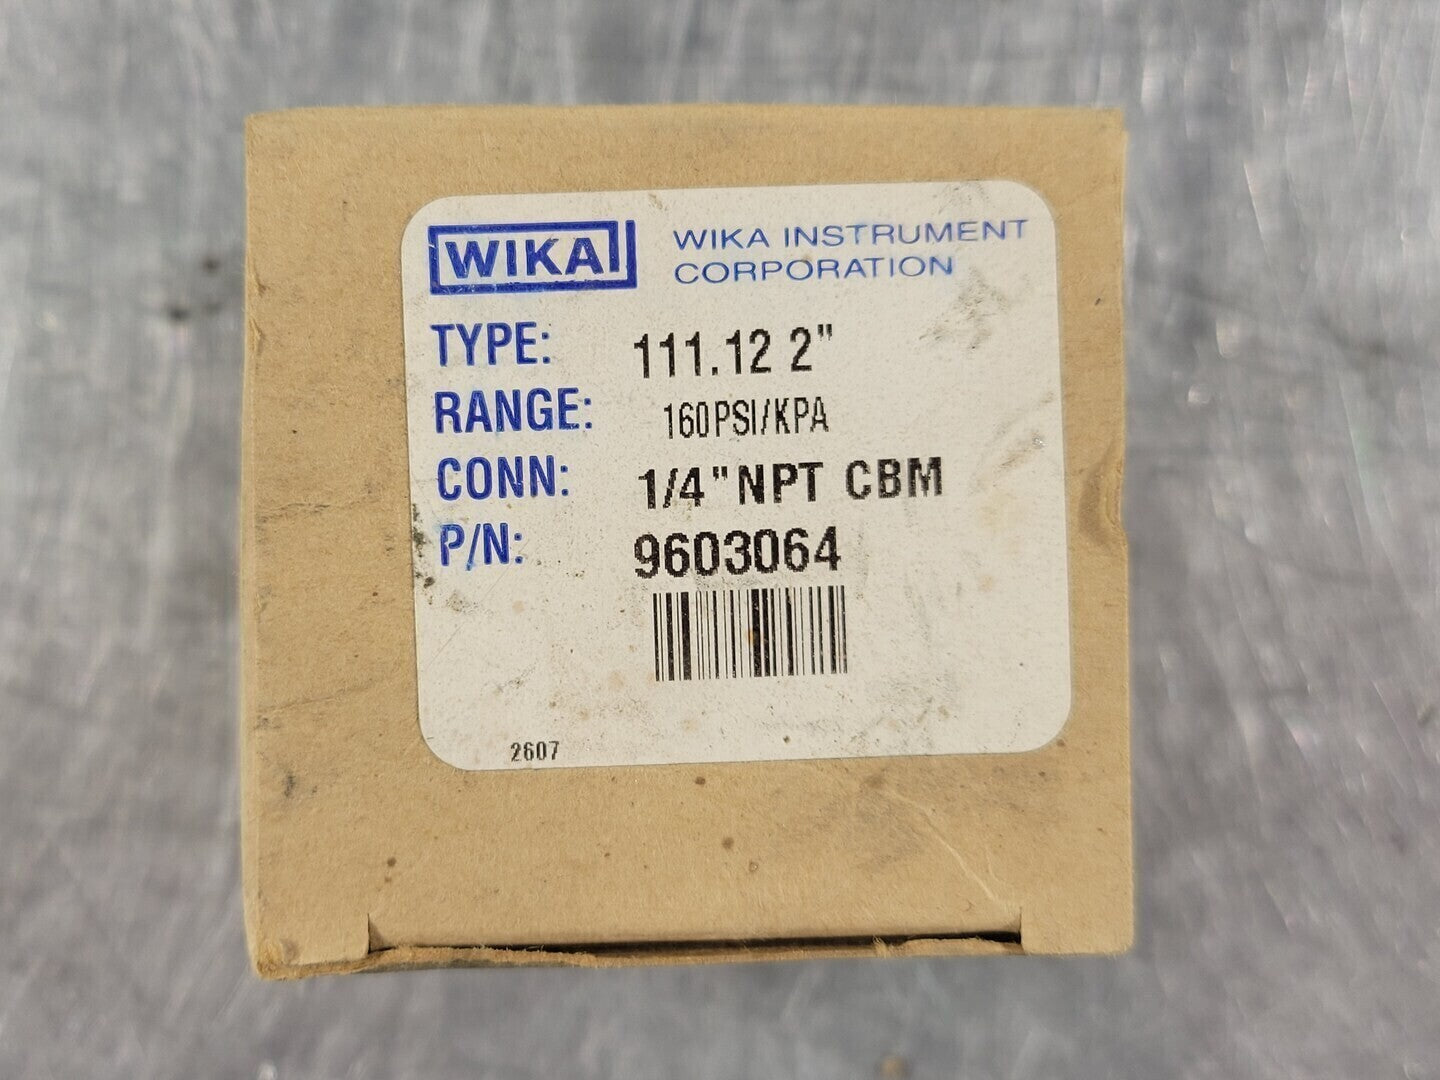 WIKA
WIKA INSTRUMENT
CORPORATION
TYPE: 111.12 2"
RANGE: 160PSI/KPA
CONN: 1/4"NPT CBM
P/N: 9603064
2607